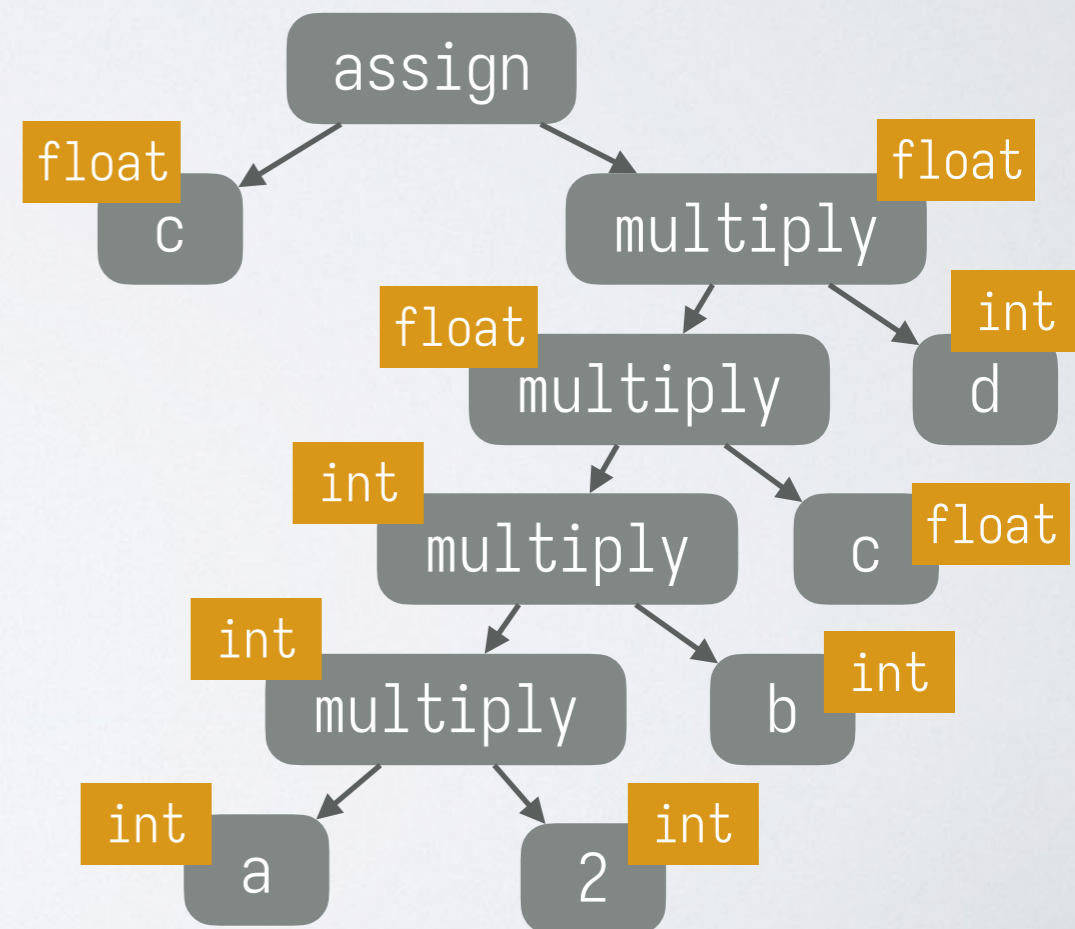 assign
float
c
float
multiply
float
multiply
int
d
int
multiply
c
float
int
multiply
b
int
int
a
2
int